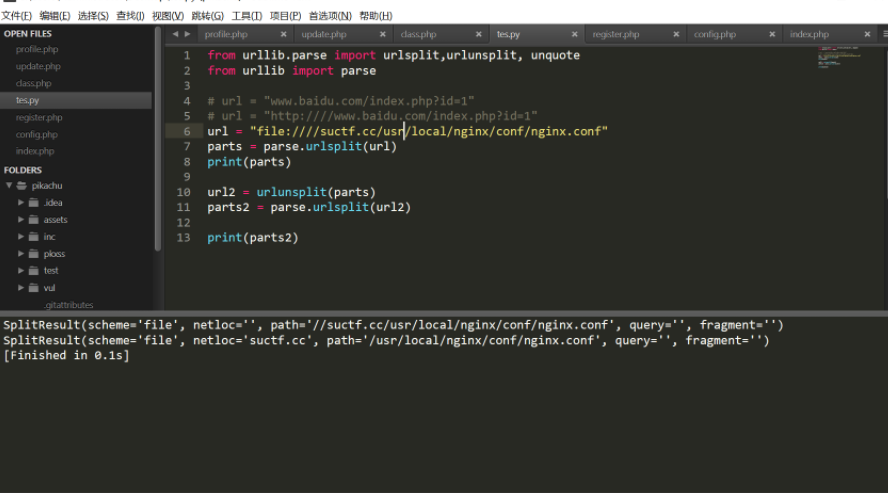 文件(F) 编辑(E) 选择(S) 查找(I) 视图(V) 跳转(G) 工具(T) 项目(P) 首选项(N) 帮助(H)
OPEN FILES
profile.php
update.php
class.php
tes.py
register.php
config.php
index.php
FOLDERS
pikachu
.idea
assets
inc
ploss
test
vul
.gitattributes
profile.php × update.php × class.php × tes.py × register.php × config.php × index.php ×
1 from urllib.parse import urlsplit,urlunsplit, unquote
2 from urllib import parse
3
4 # url = "www.baidu.com/index.php?id=1"
5 # url = "http:////www.baidu.com/index.php?id=1"
6 url = "file:////suctf.cc/usr/local/nginx/conf/nginx.conf"
7 parts = parse.urlsplit(url)
8 print(parts)
9
10 url2 = urlunsplit(parts)
11 parts2 = parse.urlsplit(url2)
12
13 print(parts2)
SplitResult(scheme='file', netloc='', path='//suctf.cc/usr/local/nginx/conf/nginx.conf', query='', fragment='')
SplitResult(scheme='file', netloc='suctf.cc', path='/usr/local/nginx/conf/nginx.conf', query='', fragment='')
[Finished in 0.1s]